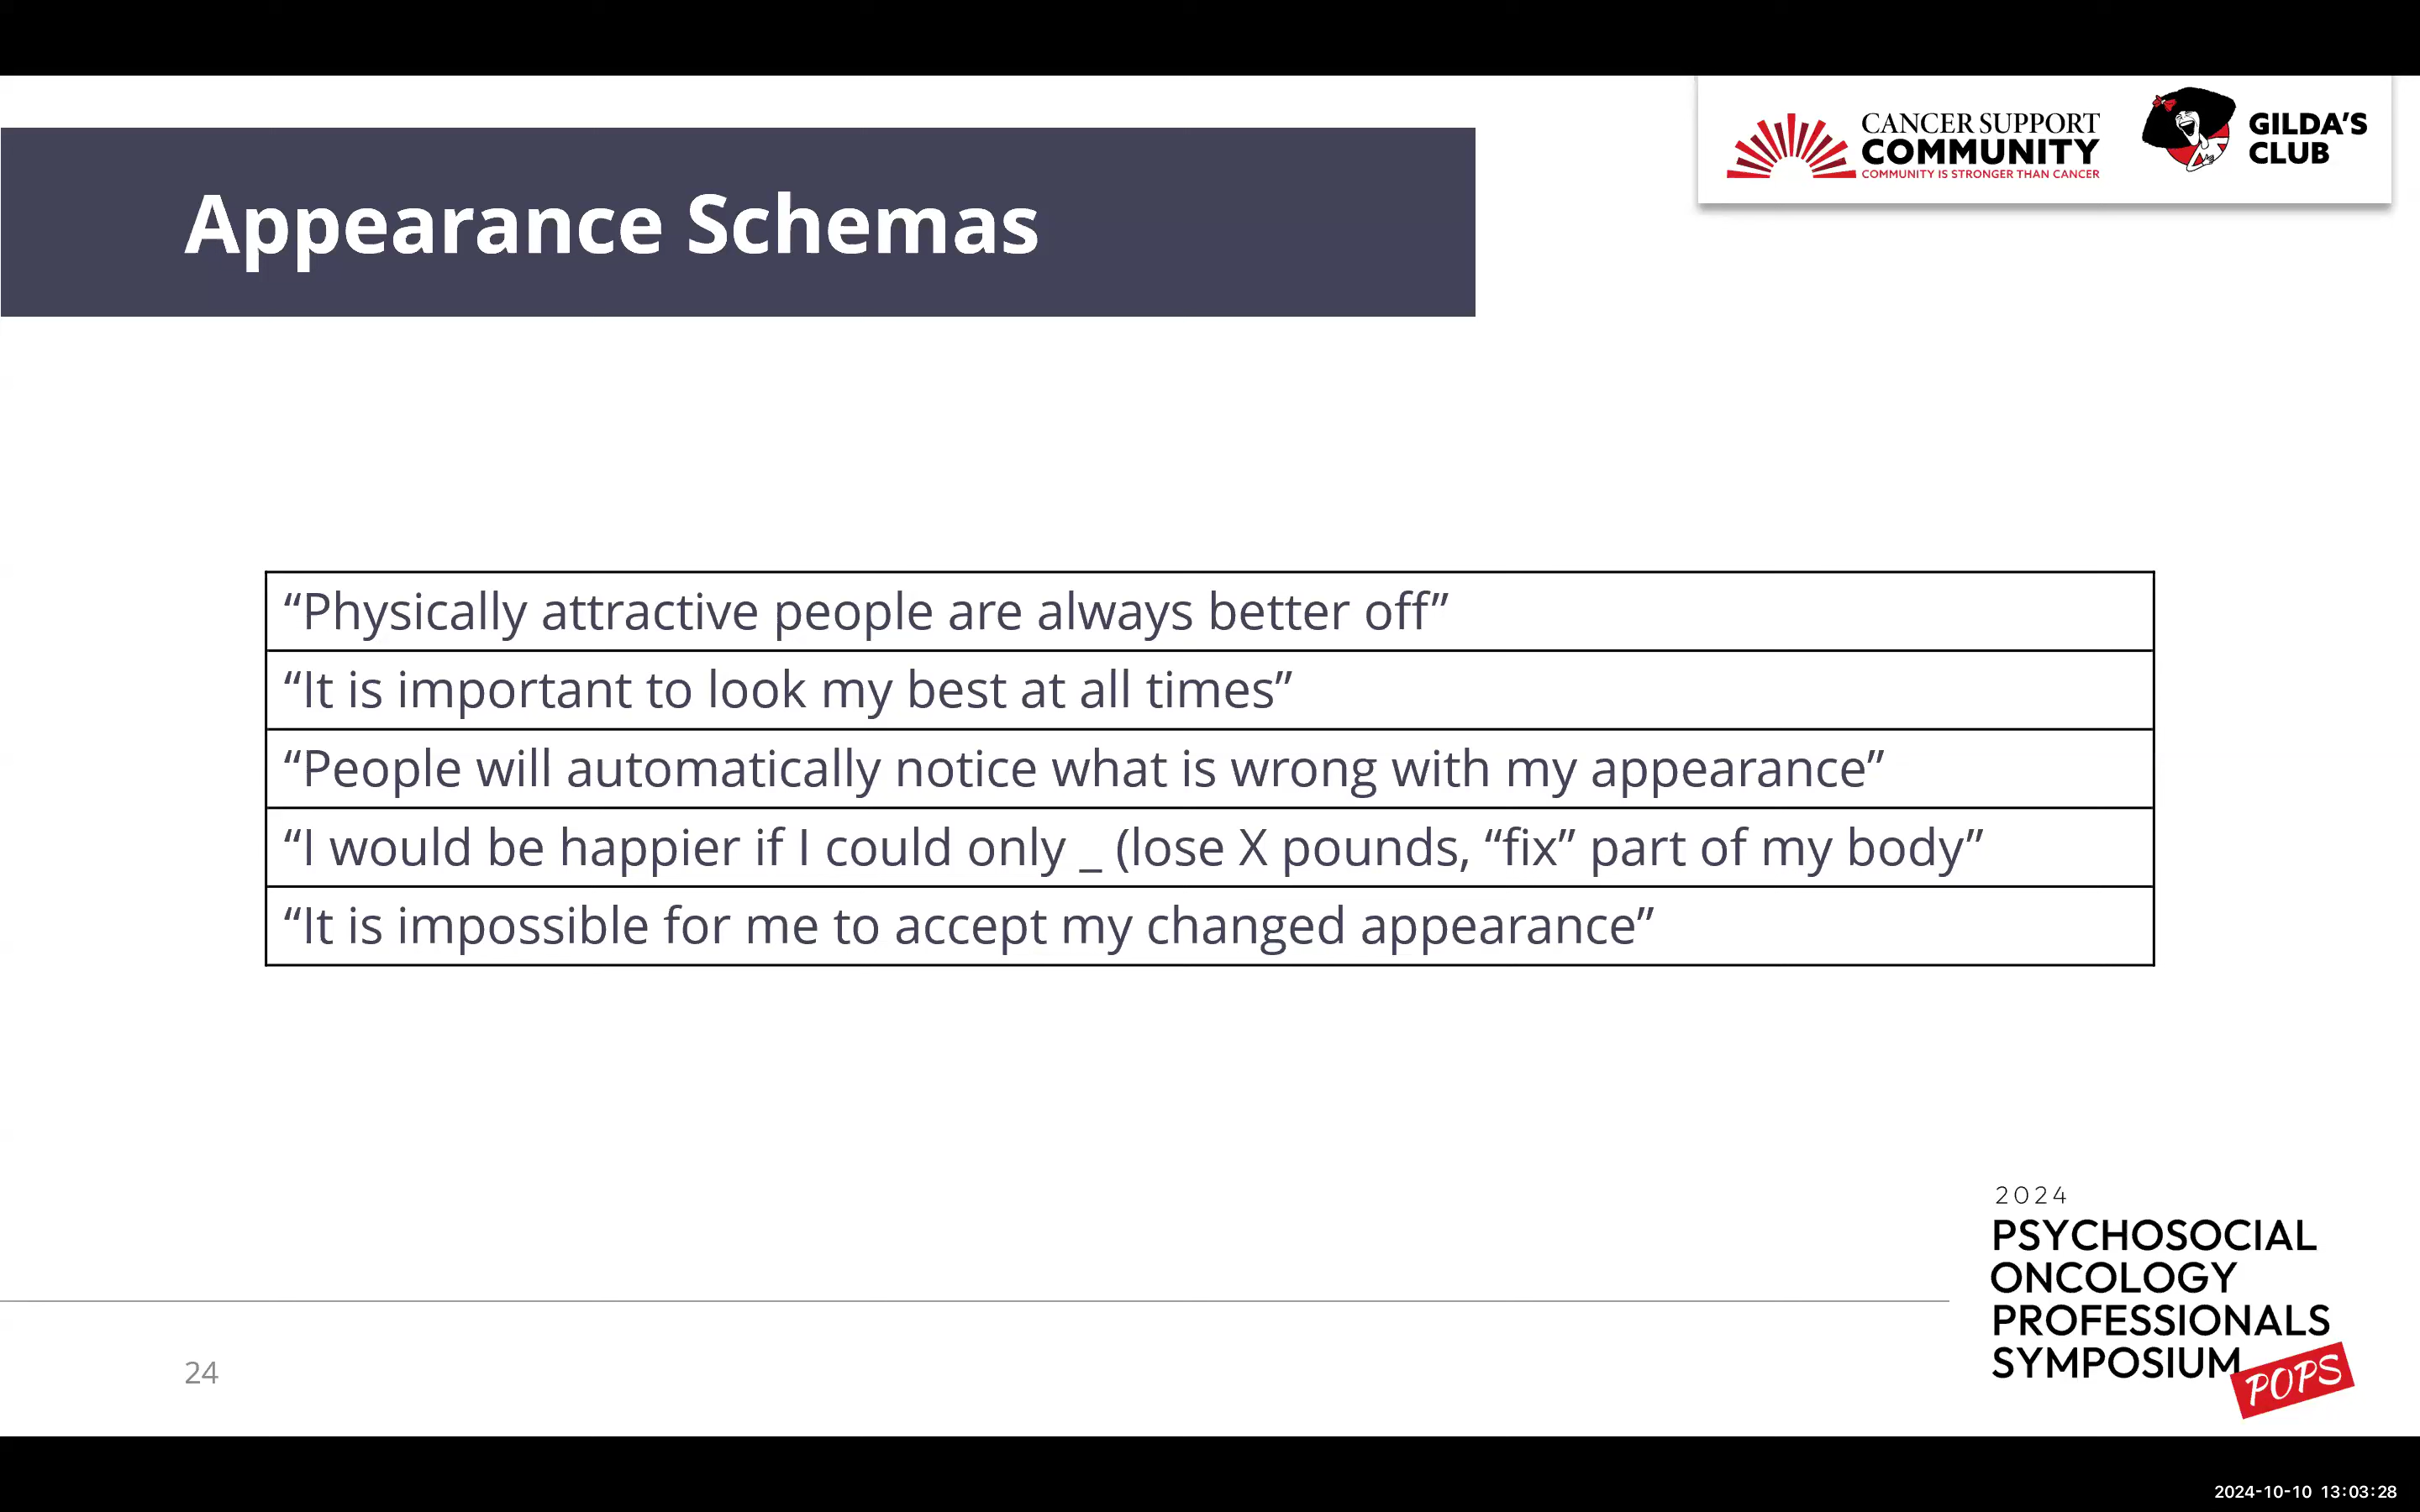 CANCER SUPPORT
COMMUNITY
COMMUNITY IS STRONGER THAN CANCER
GILDA’S
CLUB
Appearance Schemas
“Physically attractive people are always better off”
“It is important to look my best at all times”
“People will automatically notice what is wrong with my appearance”
“I would be happier if I could only _ (lose X pounds, “fix” part of my body”
“It is impossible for me to accept my changed appearance”
2024
PSYCHOSOCIAL
ONCOLOGY
PROFESSIONALS
SYMPOSIUM
POPS
24
2024-10-10 13:03:28